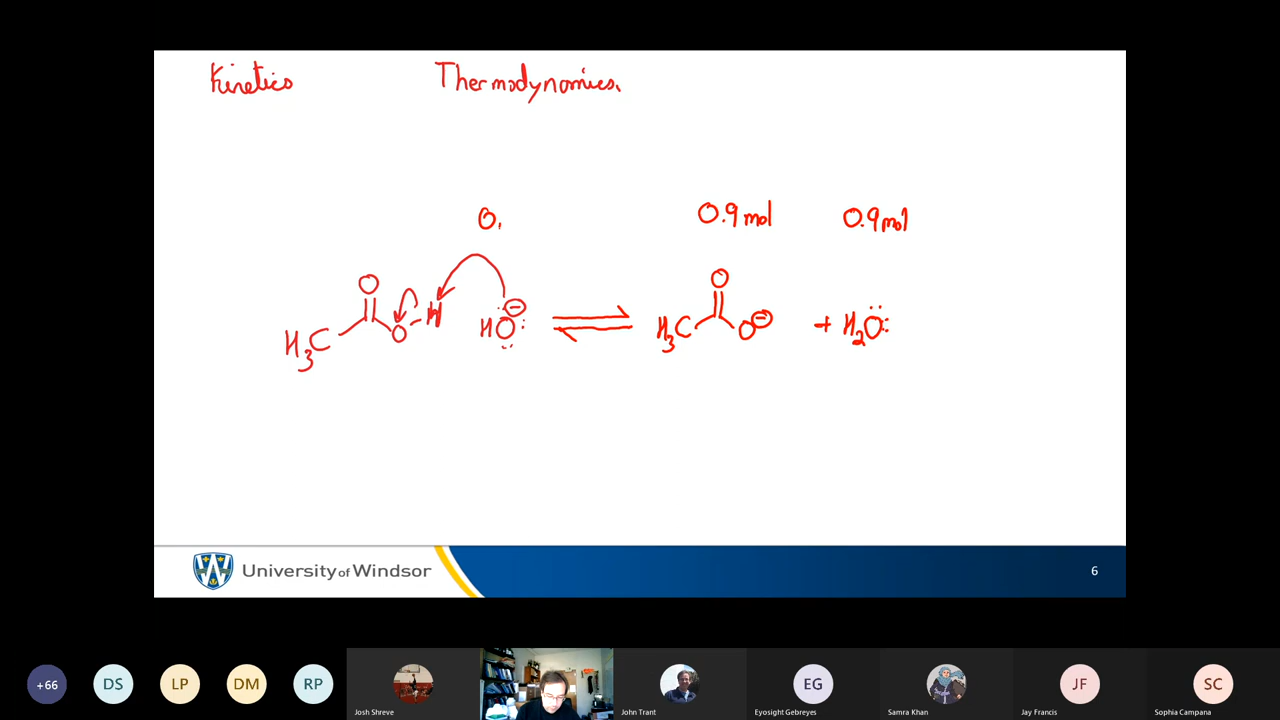 Kinetics Thermodynamics.
0. 0.9 mol 0.9 mol
O O
H3C O H HO⊖ ⇌ H3C O⊖ + H2O
University of Windsor 6
+66 DS LP DM RP EG JF SC
Josh Shreve John Trant Eyosight Gebreyes Samra Khan Jay Francis Sophia Campana